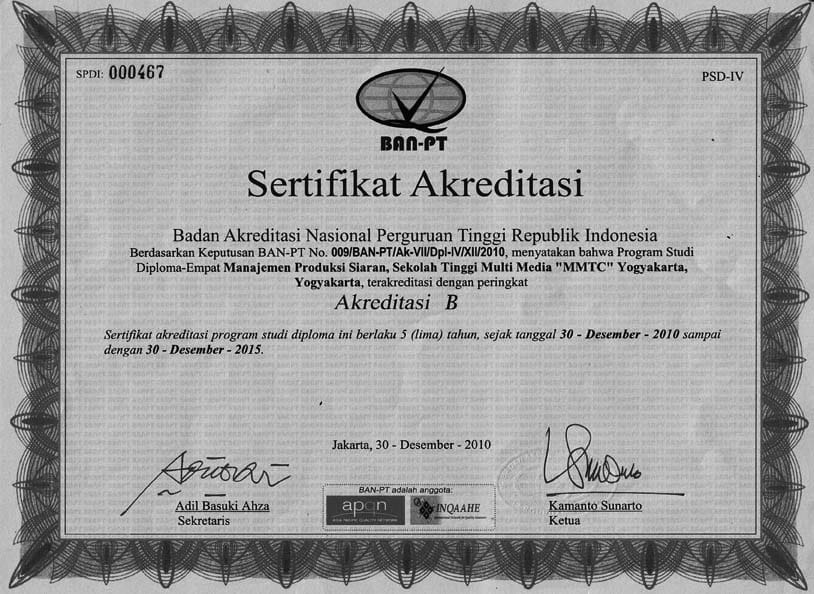 SPDI: 000467
PSD-IV
BAN-PT
Sertifikat Akreditasi
Badan Akreditasi Nasional Perguruan Tinggi Republik Indonesia
Berdasarkan Keputusan BAN-PT No. 009/BAN-PT/Ak-VII/Dpl-IV/XII/2010, menyatakan bahwa Program Studi
Diploma-Empat Manajemen Produksi Siaran, Sekolah Tinggi Multi Media "MMTC" Yogyakarta,
Yogyakarta, terakreditasi dengan peringkat
Akreditasi B
Sertifikat akreditasi program studi diploma ini berlaku 5 (lima) tahun, sejak tanggal 30 - Desember - 2010 sampai
dengan 30 - Desember - 2015.
Jakarta, 30 - Desember - 2010
Adil Basuki Ahza
Sekretaris
BAN-PT adalah anggota:
apqn
ASIA PACIFIC QUALITY NETWORK
INQAAHE
Kamanto Sunarto
Ketua